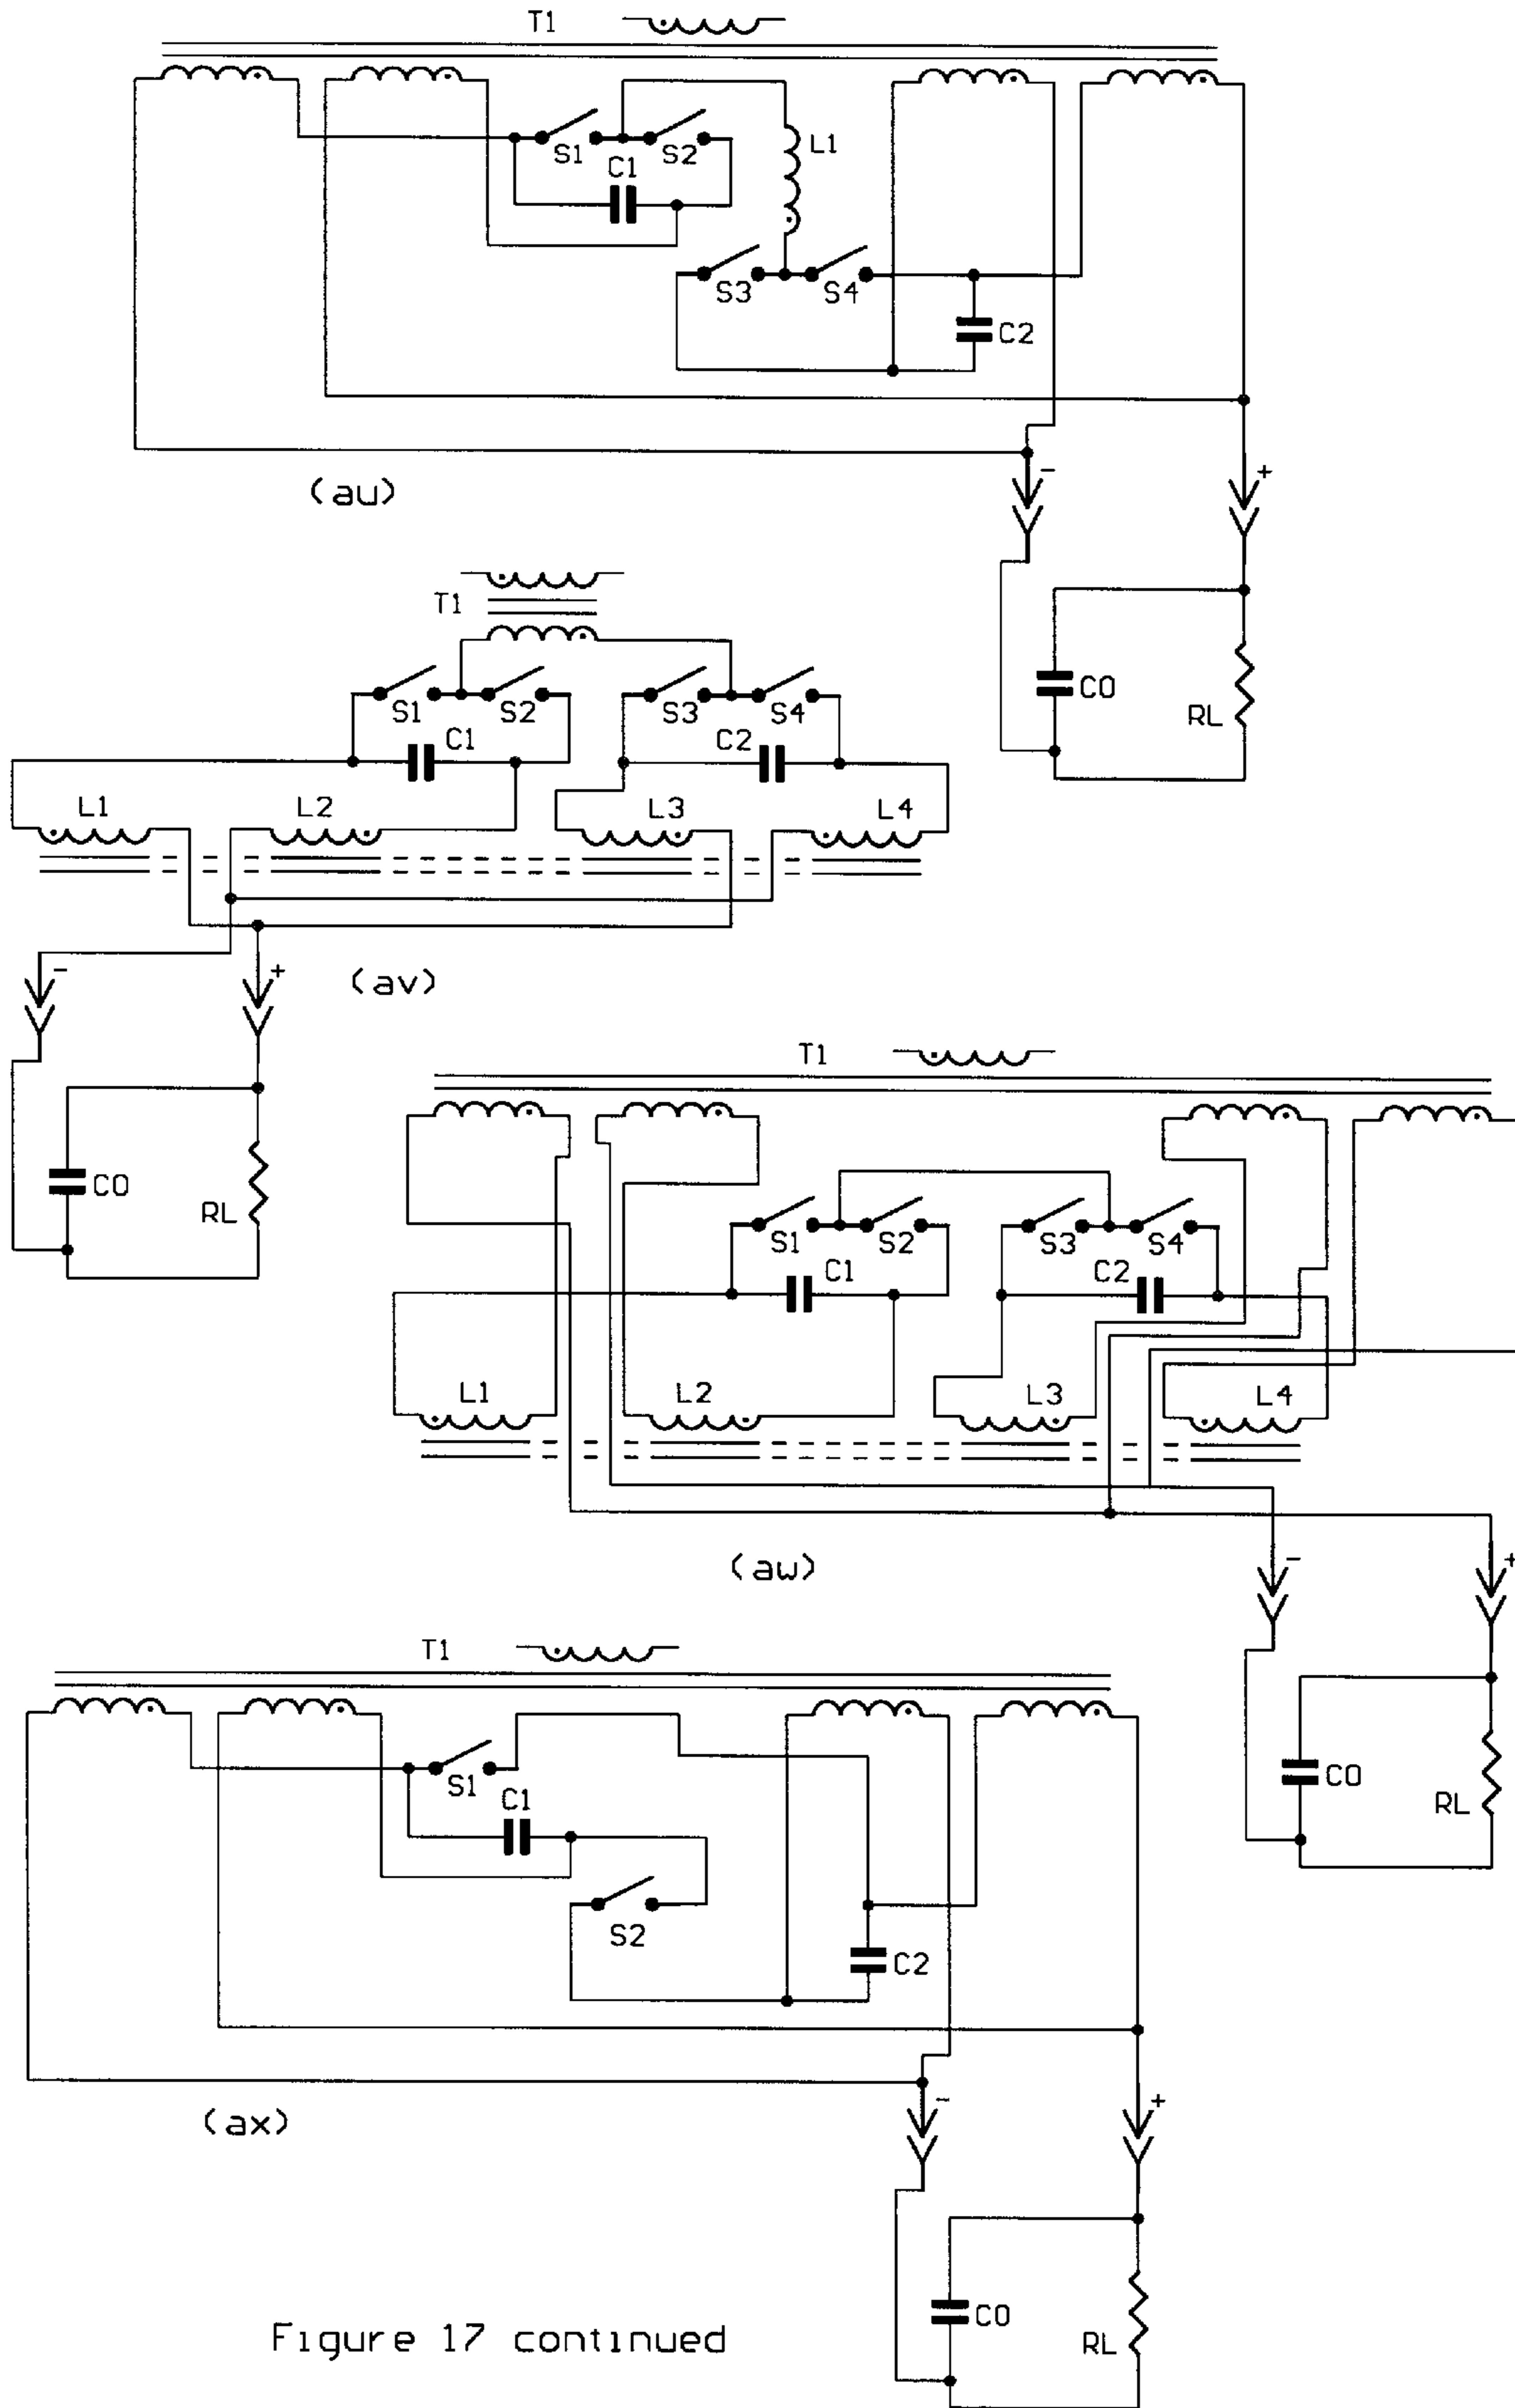 T1
L1
S1 S2
C1
S3 S4
C2
(au)
- +
C0
RL
T1
S1 S2 S3 S4
C1 C2
L1 L2 L3 L4
(av)
- +
C0
RL
T1
S1 S2 S3 S4
C1 C2
L1 L2 L3 L4
(aw)
- +
C0
RL
T1
S1
C1
S2
C2
(ax)
- +
C0
RL
Figure 17 continued